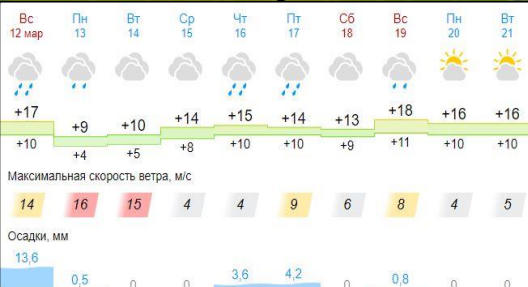 Вс Пн Вт Ср Чт Пт Сб Вс Пн Вт
12 мар 13 14 15 16 17 18 19 20 21
+17 +9 +10 +14 +15 +14 +13 +18 +16 +16
+10 +4 +5 +8 +10 +10 +9 +11 +10 +10
Максимальная скорость ветра, м/с
14 16 15 4 4 9 6 8 4 5
Осадки, мм
13,6 0,5 0 0 3,6 4,2 0 0,8 0 0